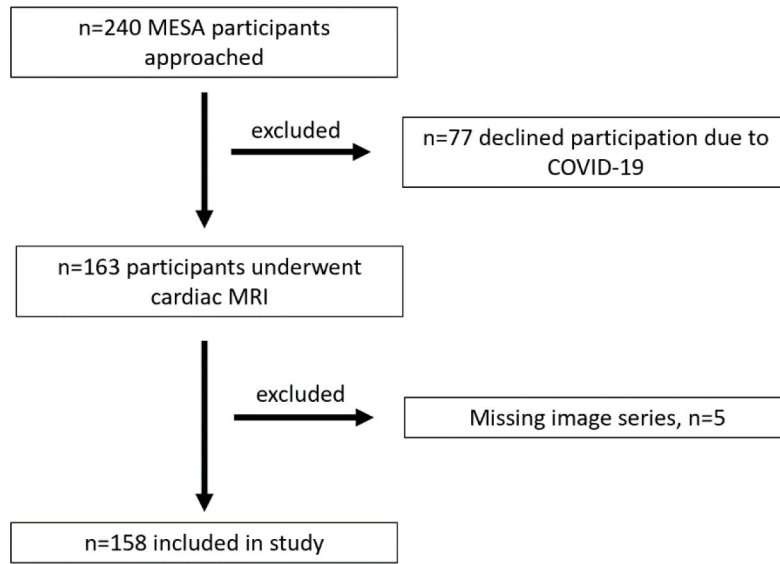 n=240 MESA participants
approached
excluded
n=77 declined participation due to
COVID-19
n=163 participants underwent
cardiac MRI
excluded
Missing image series, n=5
n=158 included in study